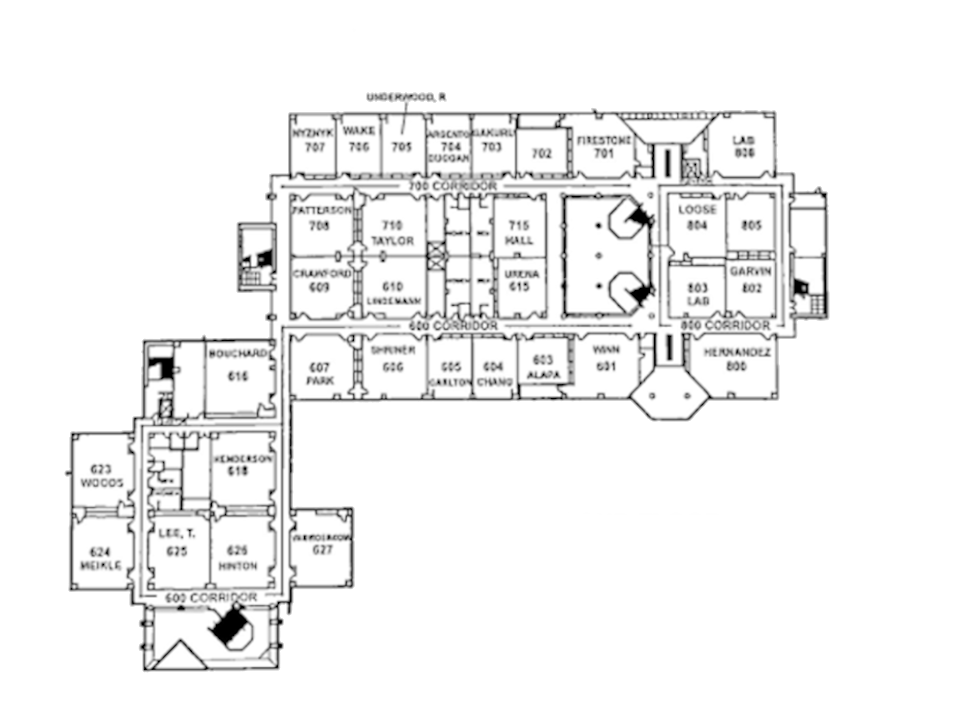 UNDERWOOD, R
NYZNYK
707
WAKE
706
705
ARGENTO
704
DUGGAN
703
702
FIRESTONE
701
LAB
806
700 CORRIDOR
PATTERSON
708
710
TAYLOR
715
HALL
LOOSE
804
805
CRAWFORD
609
610
LINDEMANN
URENA
615
803
LAB
GARVIN
802
600 CORRIDOR
800 CORRIDOR
BOUCHARD
616
607
PARK
SHRINER
606
605
CARLTON
604
CHANG
603
ALAPA
WINN
601
HERNANDEZ
800
623
WOODS
HENDERSON
618
624
MEIKLE
LEE, T.
625
626
HINTON
627
600 CORRIDOR